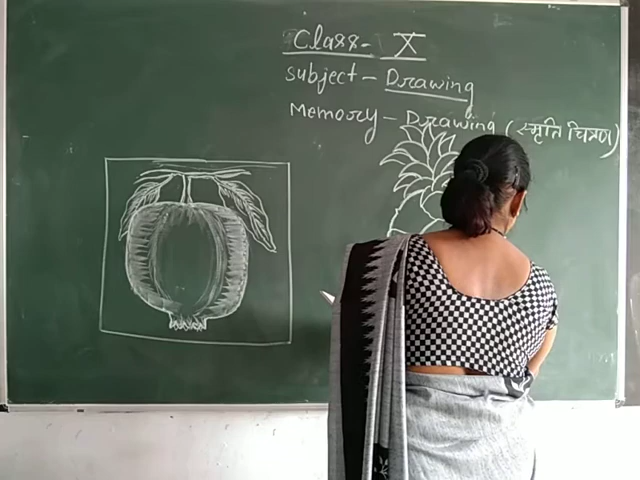 Class- X
Subject - Drawing
Memory - Drawing (स्मृति चित्रण)